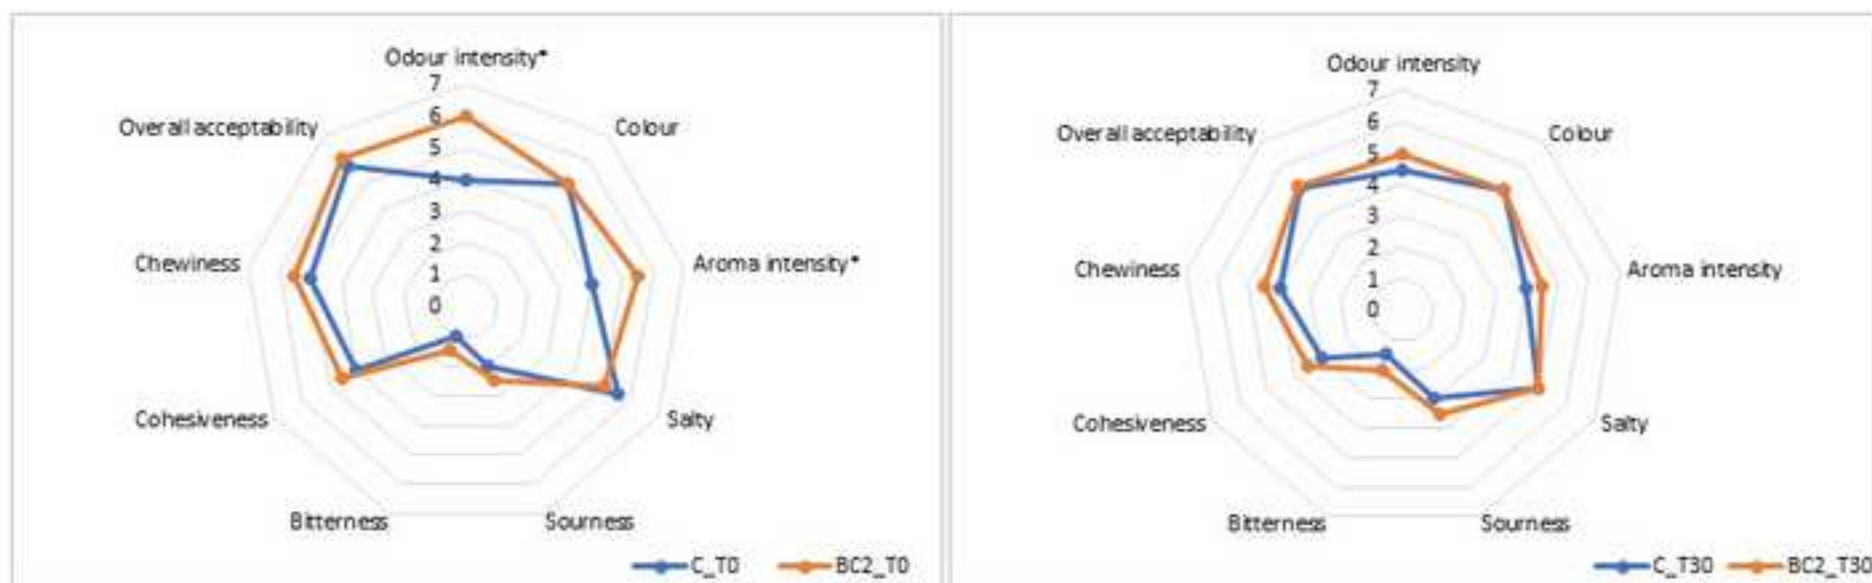 Odour intensity*
7
6
5
4
3
2
1
0
Colour
Aroma intensity*
Salty
Sourness
Bitterness
Cohesiveness
Chewiness
Overall acceptability
C_T0
BC2_T0
Odour intensity
7
6
5
4
3
2
1
0
Colour
Aroma intensity
Salty
Sourness
Bitterness
Cohesiveness
Chewiness
Overall acceptability
C_T30
BC2_T30